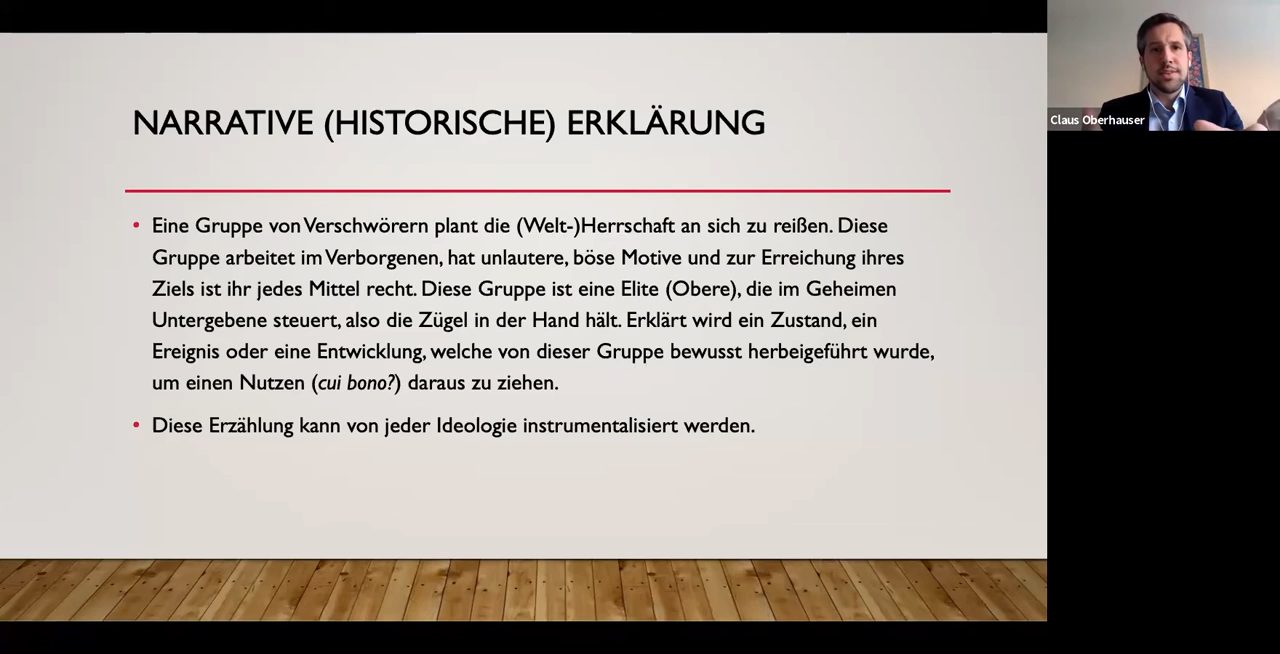 NARRATIVE (HISTORISCHE) ERKLÄRUNG
Eine Gruppe von Verschwörern plant die (Welt-)Herrschaft an sich zu reißen. Diese
Gruppe arbeitet im Verborgenen, hat unlautere, böse Motive und zur Erreichung ihres
Ziels ist ihr jedes Mittel recht. Diese Gruppe ist eine Elite (Obere), die im Geheimen
Untergebene steuert, also die Zügel in der Hand hält. Erklärt wird ein Zustand, ein
Ereignis oder eine Entwicklung, welche von dieser Gruppe bewusst herbeigeführt wurde,
um einen Nutzen (cui bono?) daraus zu ziehen.
Diese Erzählung kann von jeder Ideologie instrumentalisiert werden.
Claus Oberhauser